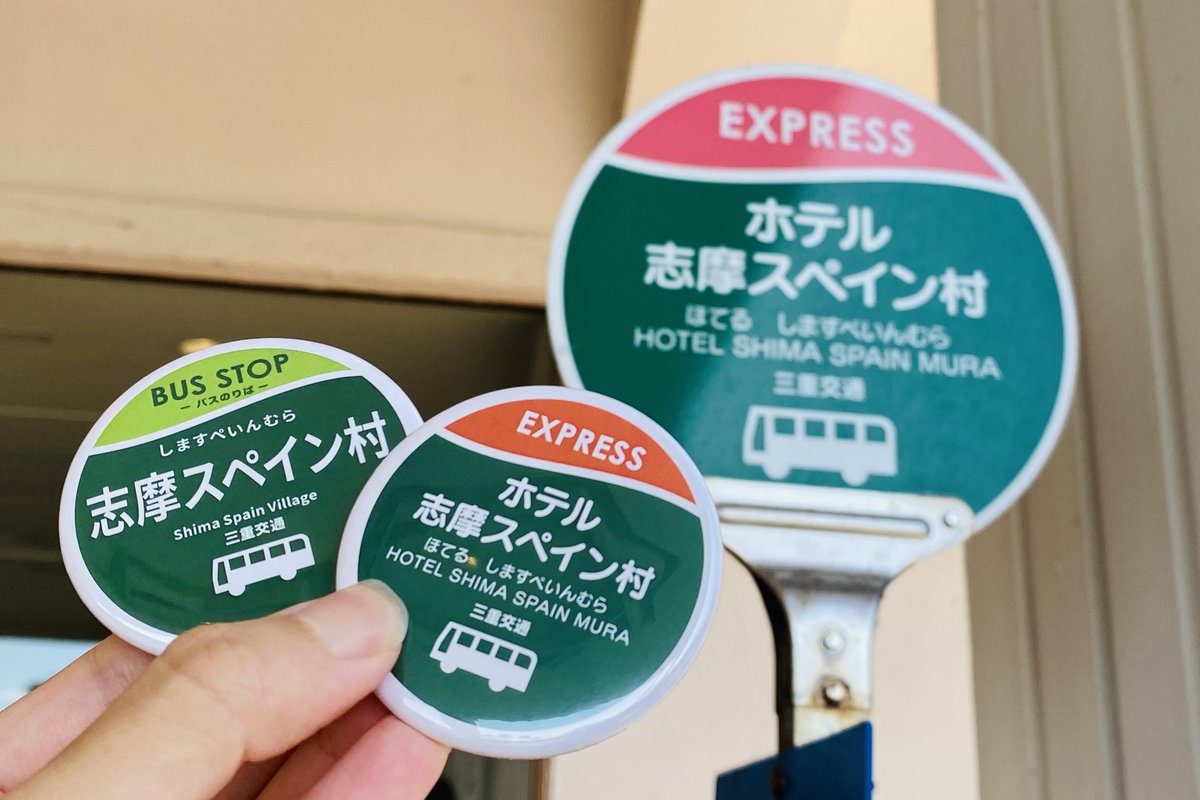 EXPRESS
ホテル
志摩スペイン村
ほてる しますぺいんむら
HOTEL SHIMA SPAIN MURA
三重交通
BUS STOP
ー バスのりば ー
しますぺいんむら
志摩スペイン村
Shima Spain Village
三重交通
EXPRESS
ホテル
志摩スペイン村
ほてる しますぺいんむら
HOTEL SHIMA SPAIN MURA
三重交通